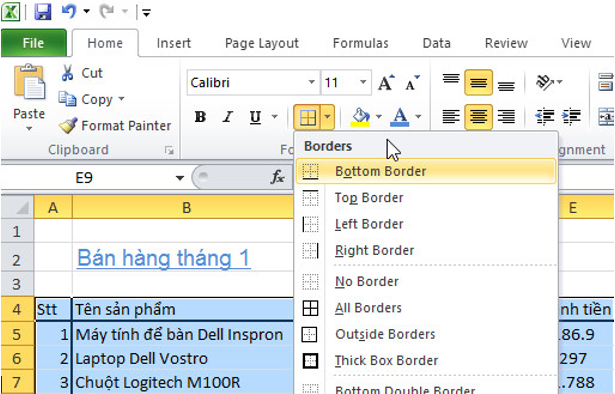 File Home Insert Page Layout Formulas Data Review View
Cut
Copy
Format Painter
Paste
Clipboard
Calibri 11 A A
B I U A
Borders
Bottom Border
Top Border
Left Border
Right Border
No Border
All Borders
Outside Borders
Thick Box Border
Bottom Double Border
E9 fx
A B E
1
2 Bán hàng tháng 1
3
4 Stt Tên sản phẩm nh tiền
5 1 Máy tính để bàn Dell Inspron 86.9
6 2 Laptop Dell Vostro 297
7 3 Chuột Logitech M100R .788